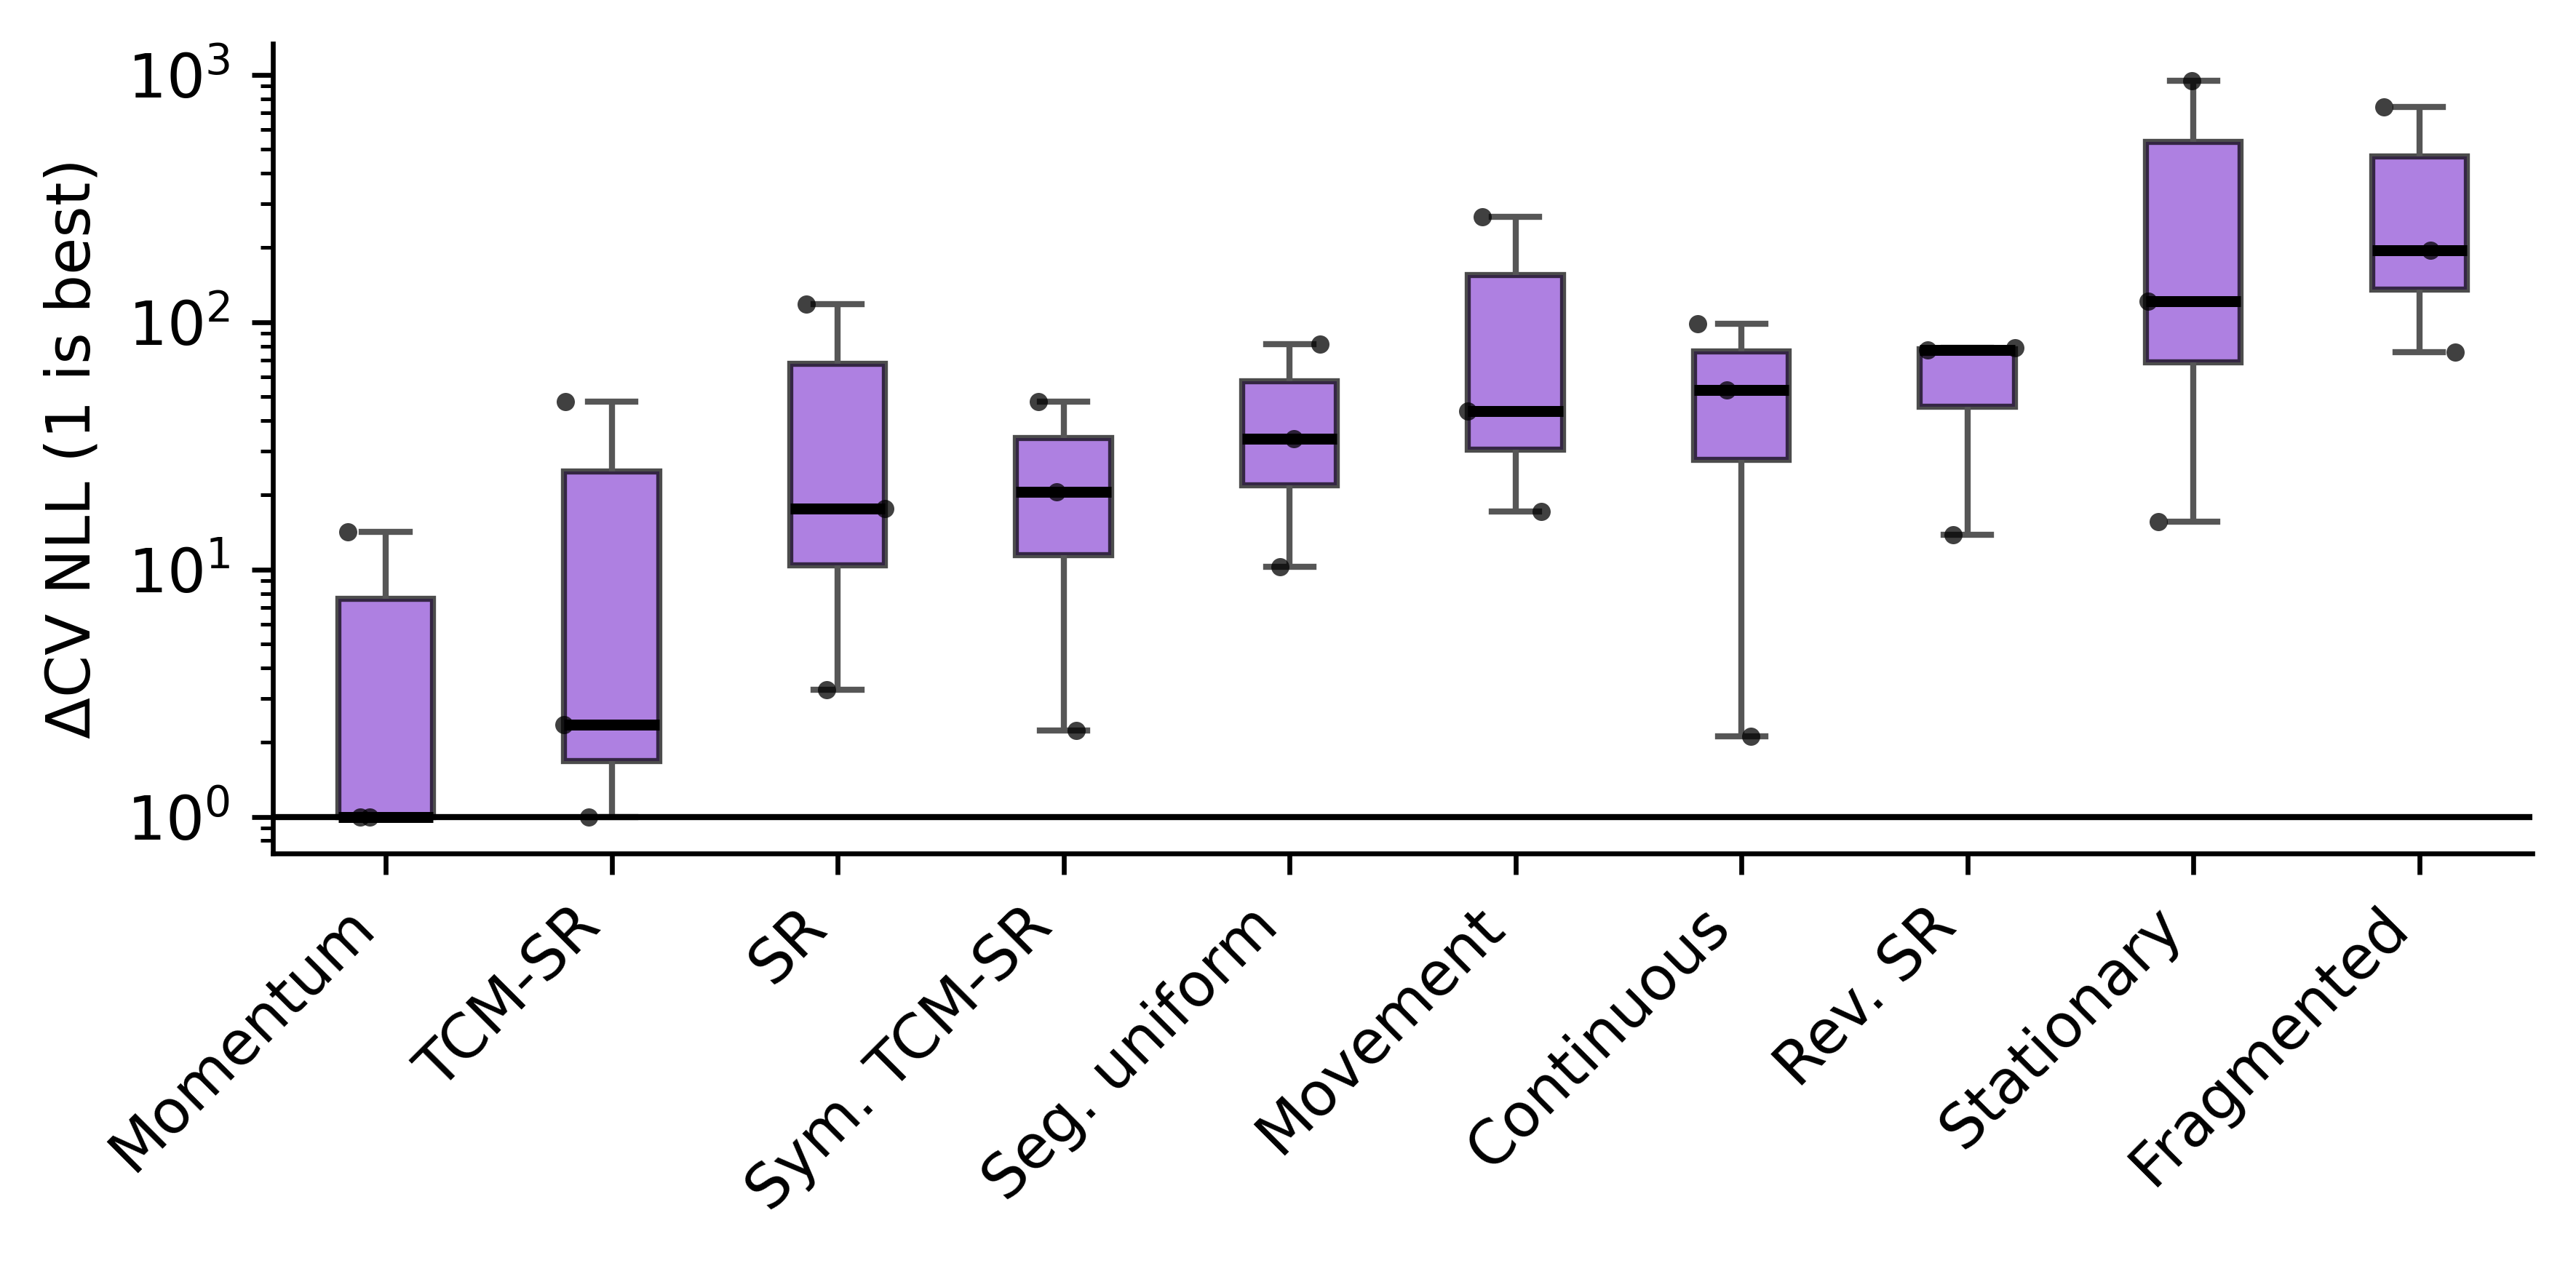 ΔCV NLL (1 is best)
10³
10²
10¹
10⁰
Momentum
TCM-SR
SR
Sym. TCM-SR
Seg. uniform
Movement
Continuous
Rev. SR
Stationary
Fragmented